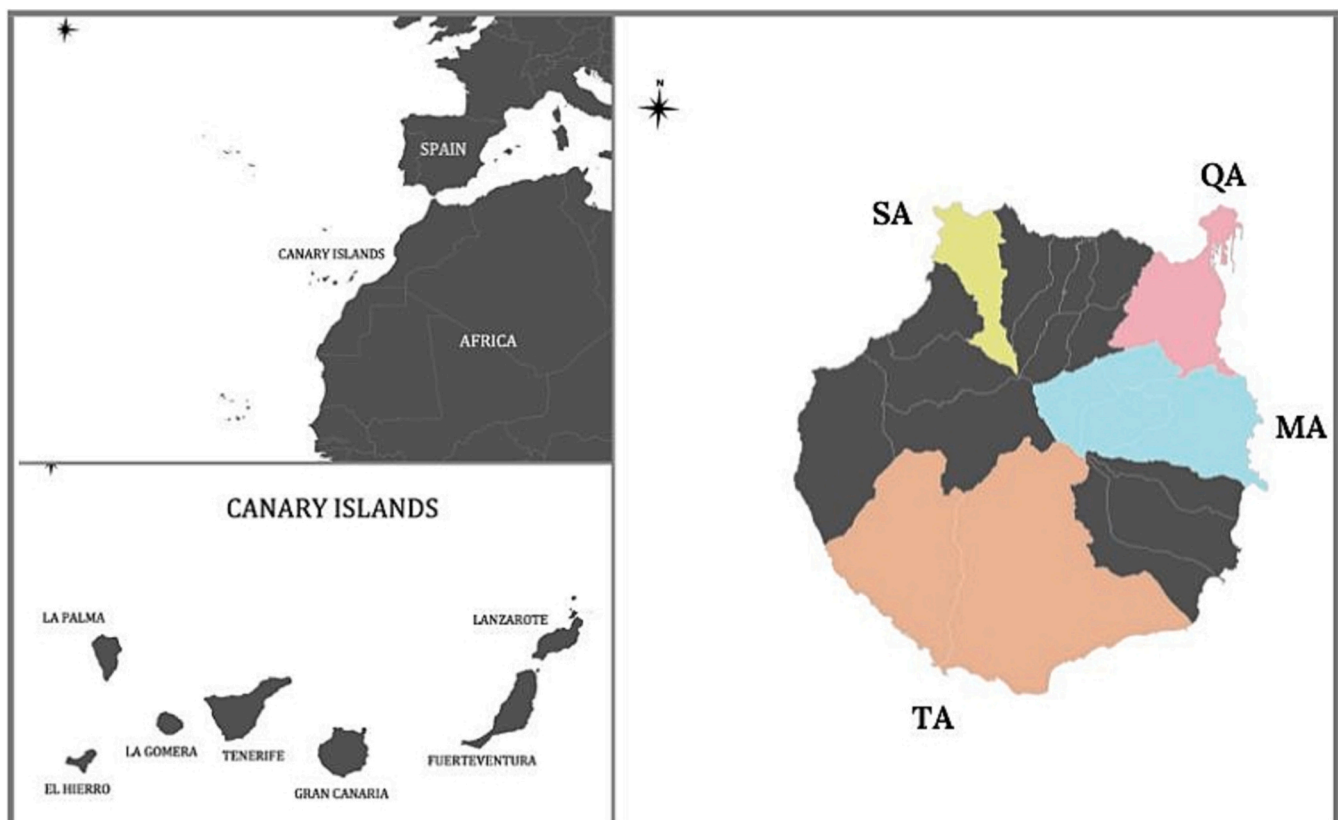 SPAIN
CANARY ISLANDS
AFRICA
CANARY ISLANDS
LA PALMA
LANZAROTE
LA GOMERA
TENERIFE
FUERTEVENTURA
EL HIERRO
GRAN CANARIA
N
QA
SA
MA
TA